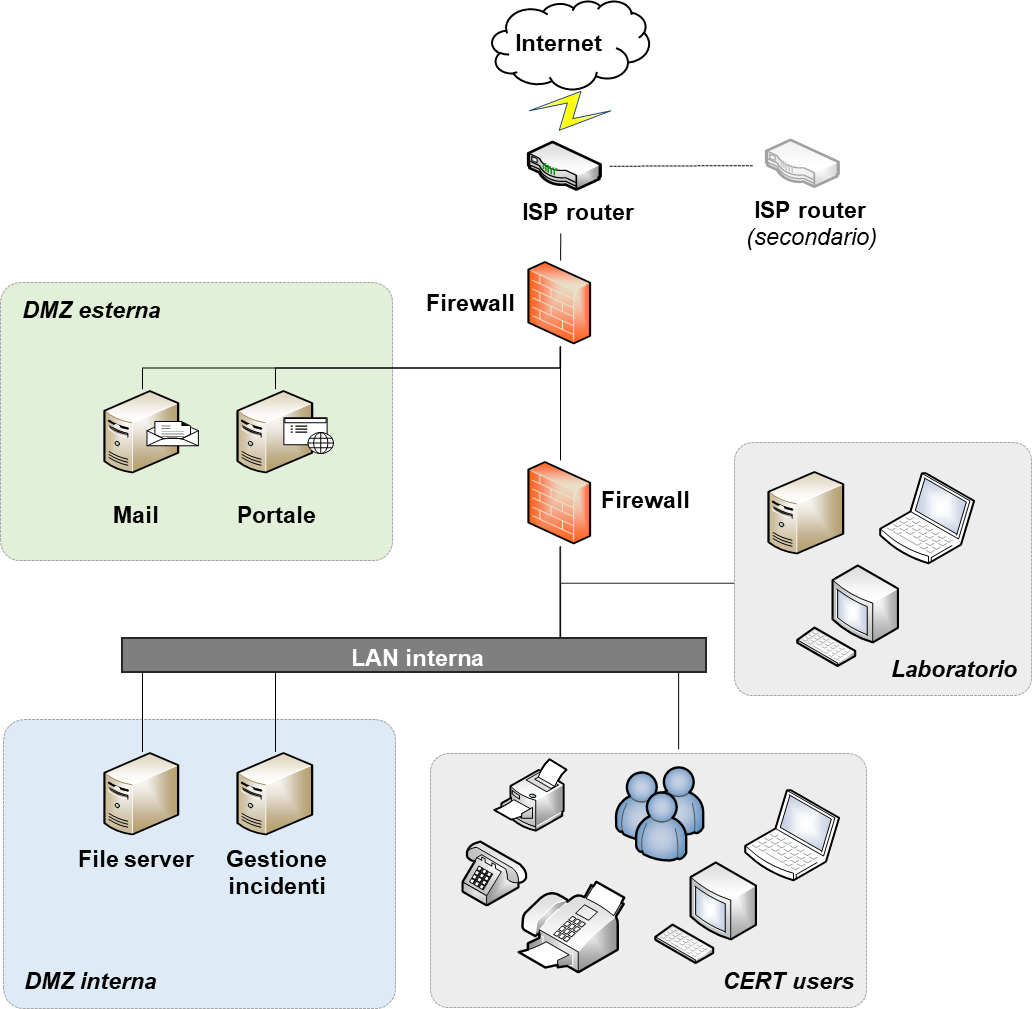 Internet
ISP router
ISP router
(secondario)
Firewall
DMZ esterna
Mail
Portale
Firewall
Laboratorio
LAN interna
File server
Gestione
incidenti
DMZ interna
CERT users